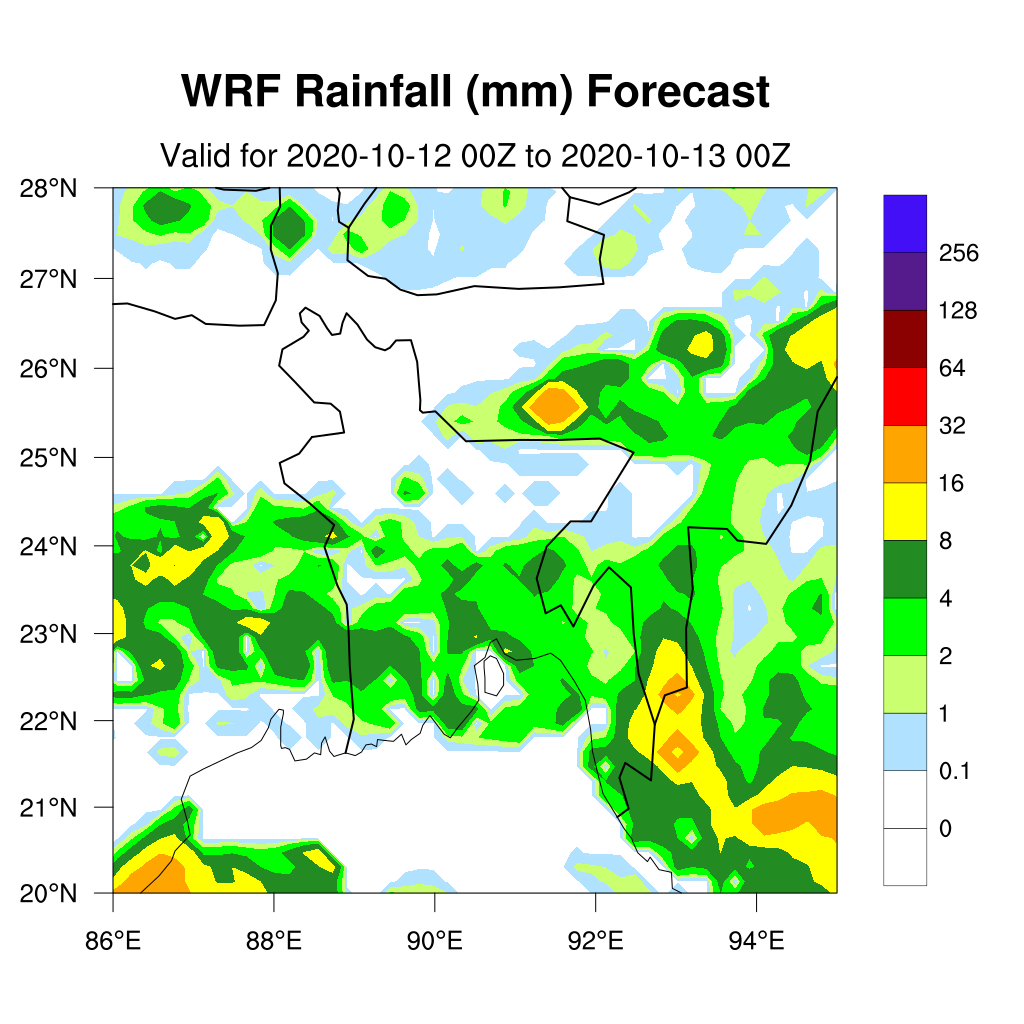 WRF Rainfall (mm) Forecast
Valid for 2020-10-12 00Z to 2020-10-13 00Z
28°N
27°N
26°N
25°N
24°N
23°N
22°N
21°N
20°N
86°E 88°E 90°E 92°E 94°E
256
128
64
32
16
8
4
2
1
0.1
0